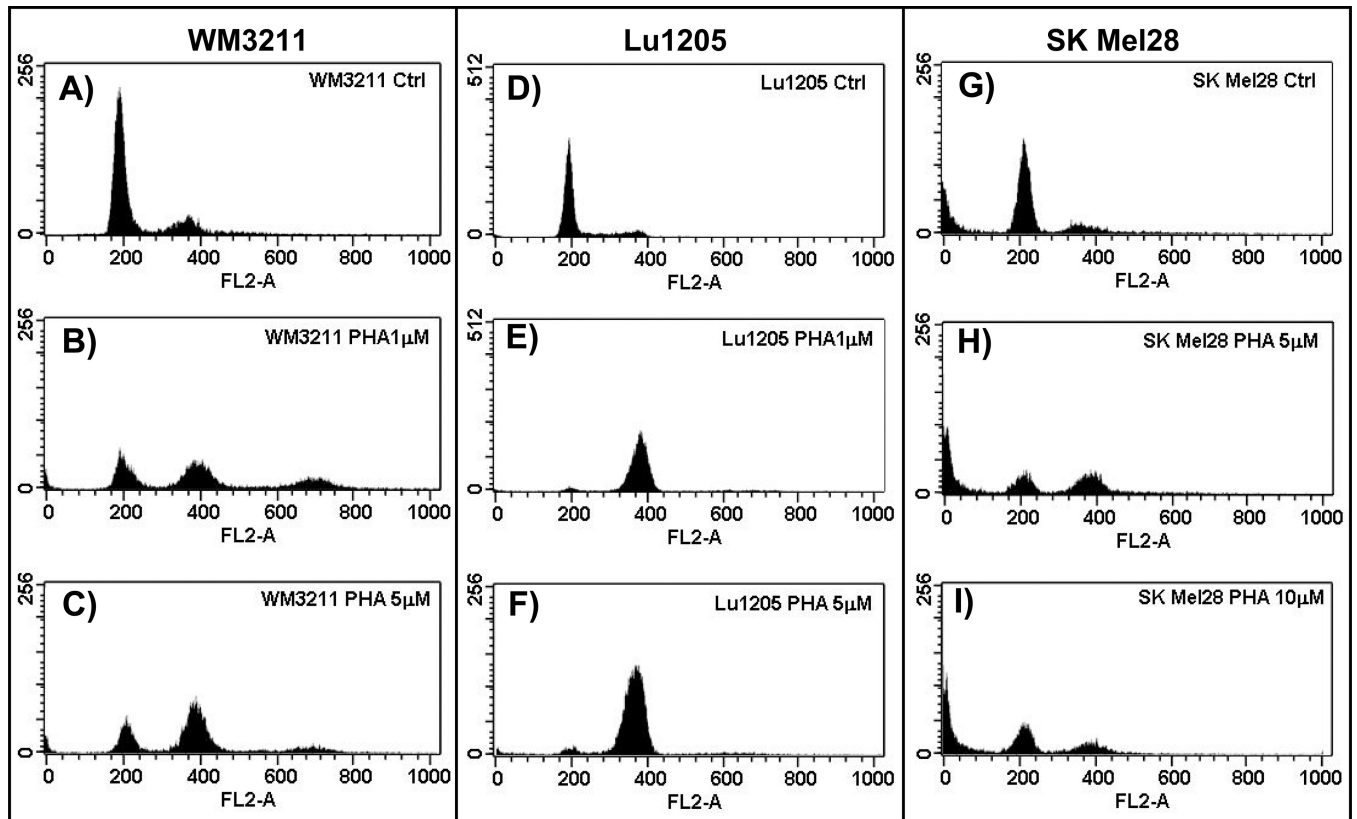 WM3211
Lu1205
SK Mel28
A)
WM3211 Ctrl
256
0
0 200 400 600 800 1000
FL2-A
D)
Lu1205 Ctrl
512
0
0 200 400 600 800 1000
FL2-A
G)
SK Mel28 Ctrl
256
0
0 200 400 600 800 1000
FL2-A
B)
WM3211 PHA1µM
256
0
0 200 400 600 800 1000
FL2-A
E)
Lu1205 PHA1µM
512
0
0 200 400 600 800 1000
FL2-A
H)
SK Mel28 PHA 5µM
256
0
0 200 400 600 800 1000
FL2-A
C)
WM3211 PHA 5µM
256
0
0 200 400 600 800 1000
FL2-A
F)
Lu1205 PHA 5µM
256
0
0 200 400 600 800 1000
FL2-A
I)
SK Mel28 PHA 10µM
256
0
0 200 400 600 800 1000
FL2-A